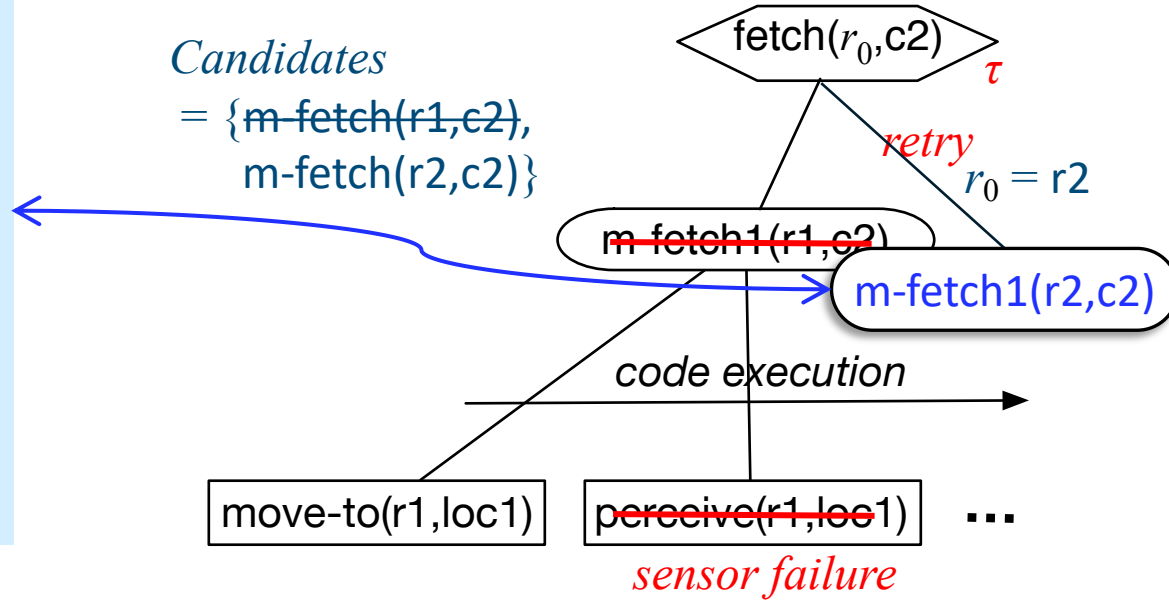 fetch(r₀,c2)
τ
Candidates
= {m-fetch(r1,c2),
m-fetch(r2,c2)}
retry
r₀ = r2
m-fetch1(r1,c2)
m-fetch1(r2,c2)
code execution
move-to(r1,loc1)
perceive(r1,loc1)
...
sensor failure